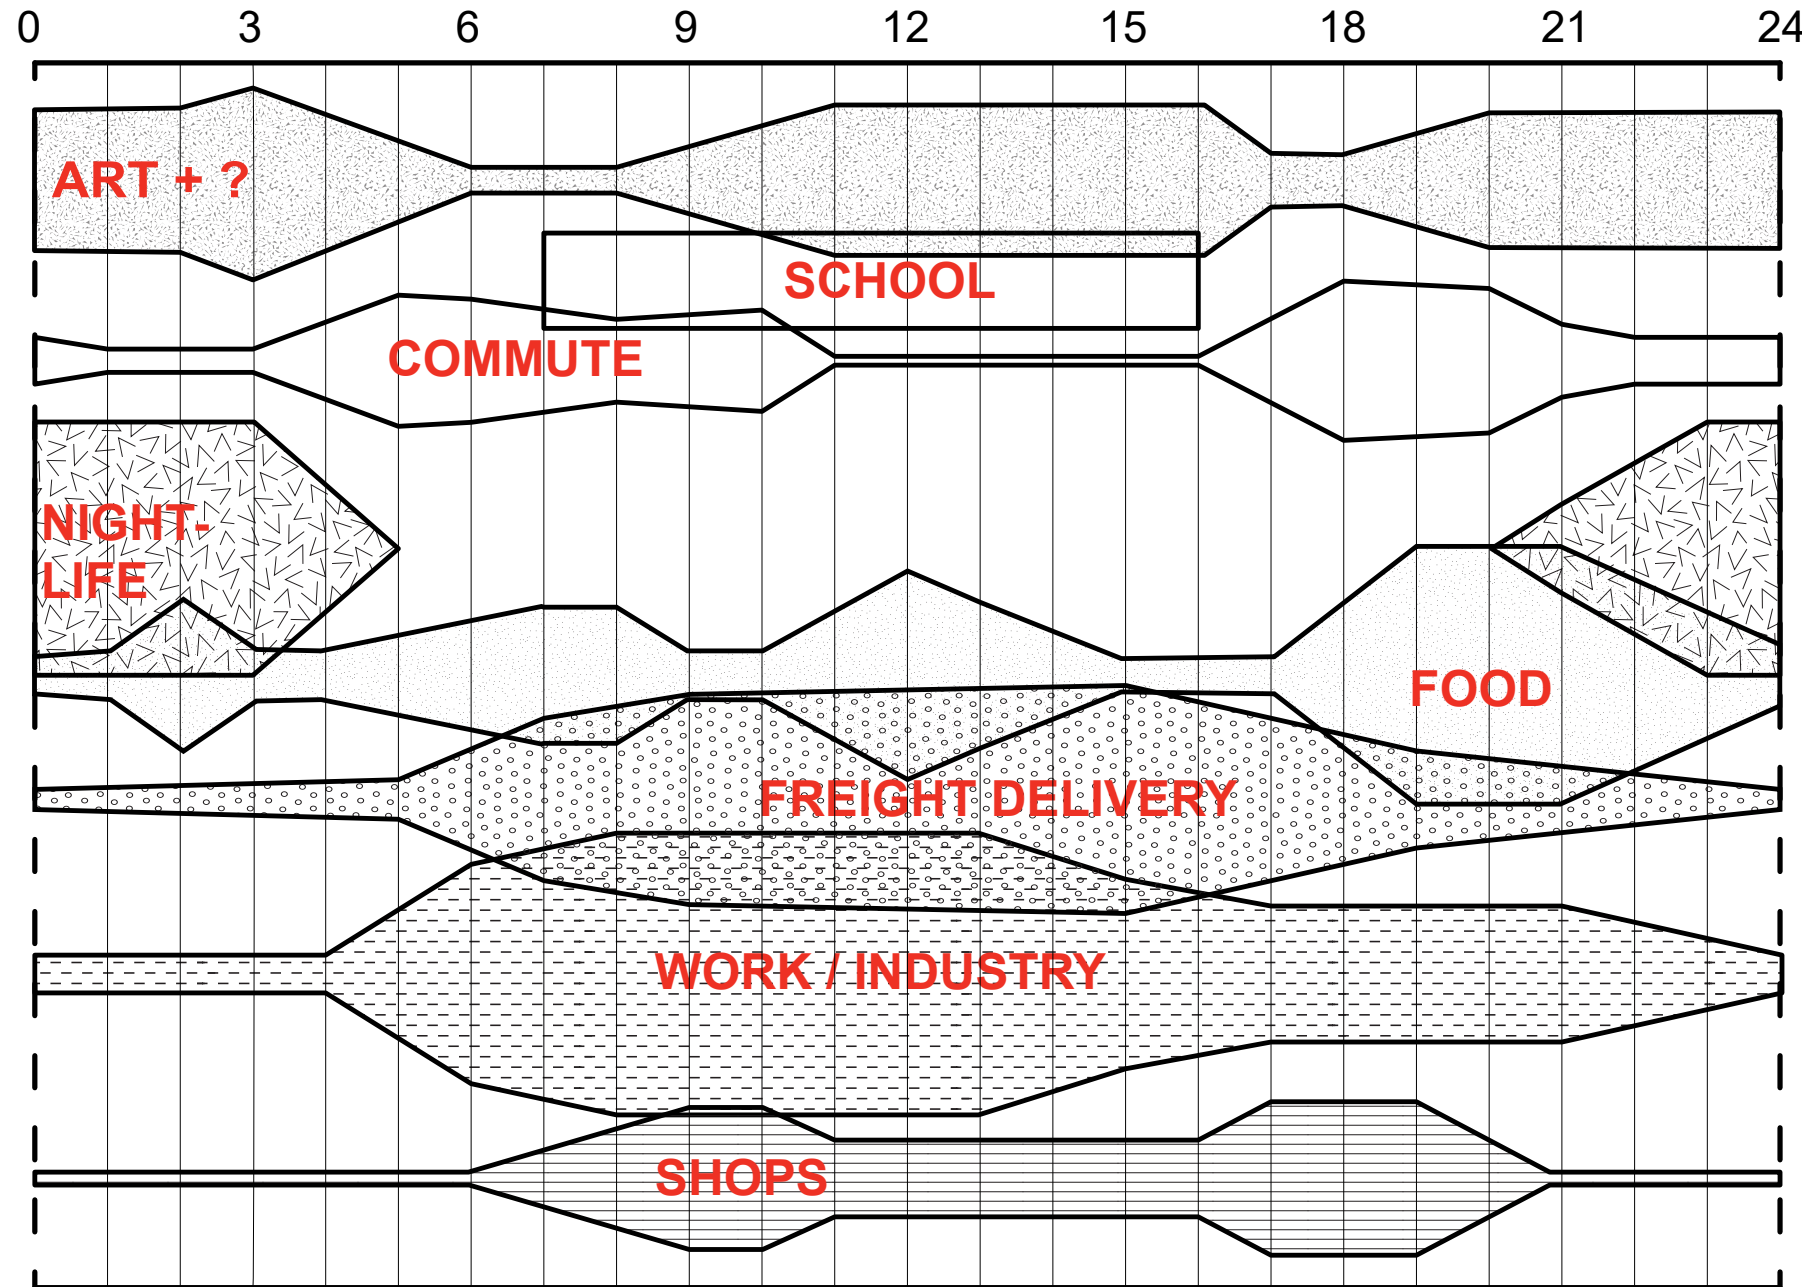 0 3 6 9 12 15 18 21 24
ART + ?
SCHOOL
COMMUTE
NIGHT-
LIFE
FOOD
FREIGHT DELIVERY
WORK / INDUSTRY
SHOPS